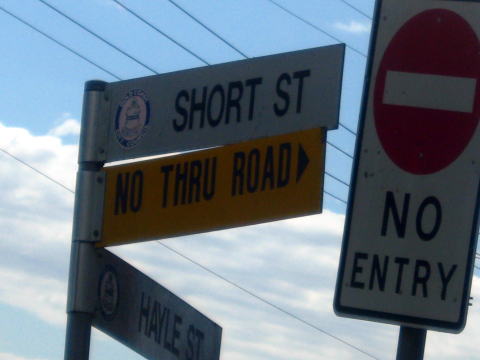 SHORT ST
NO THRU ROAD
HAYLE ST
NO
ENTRY